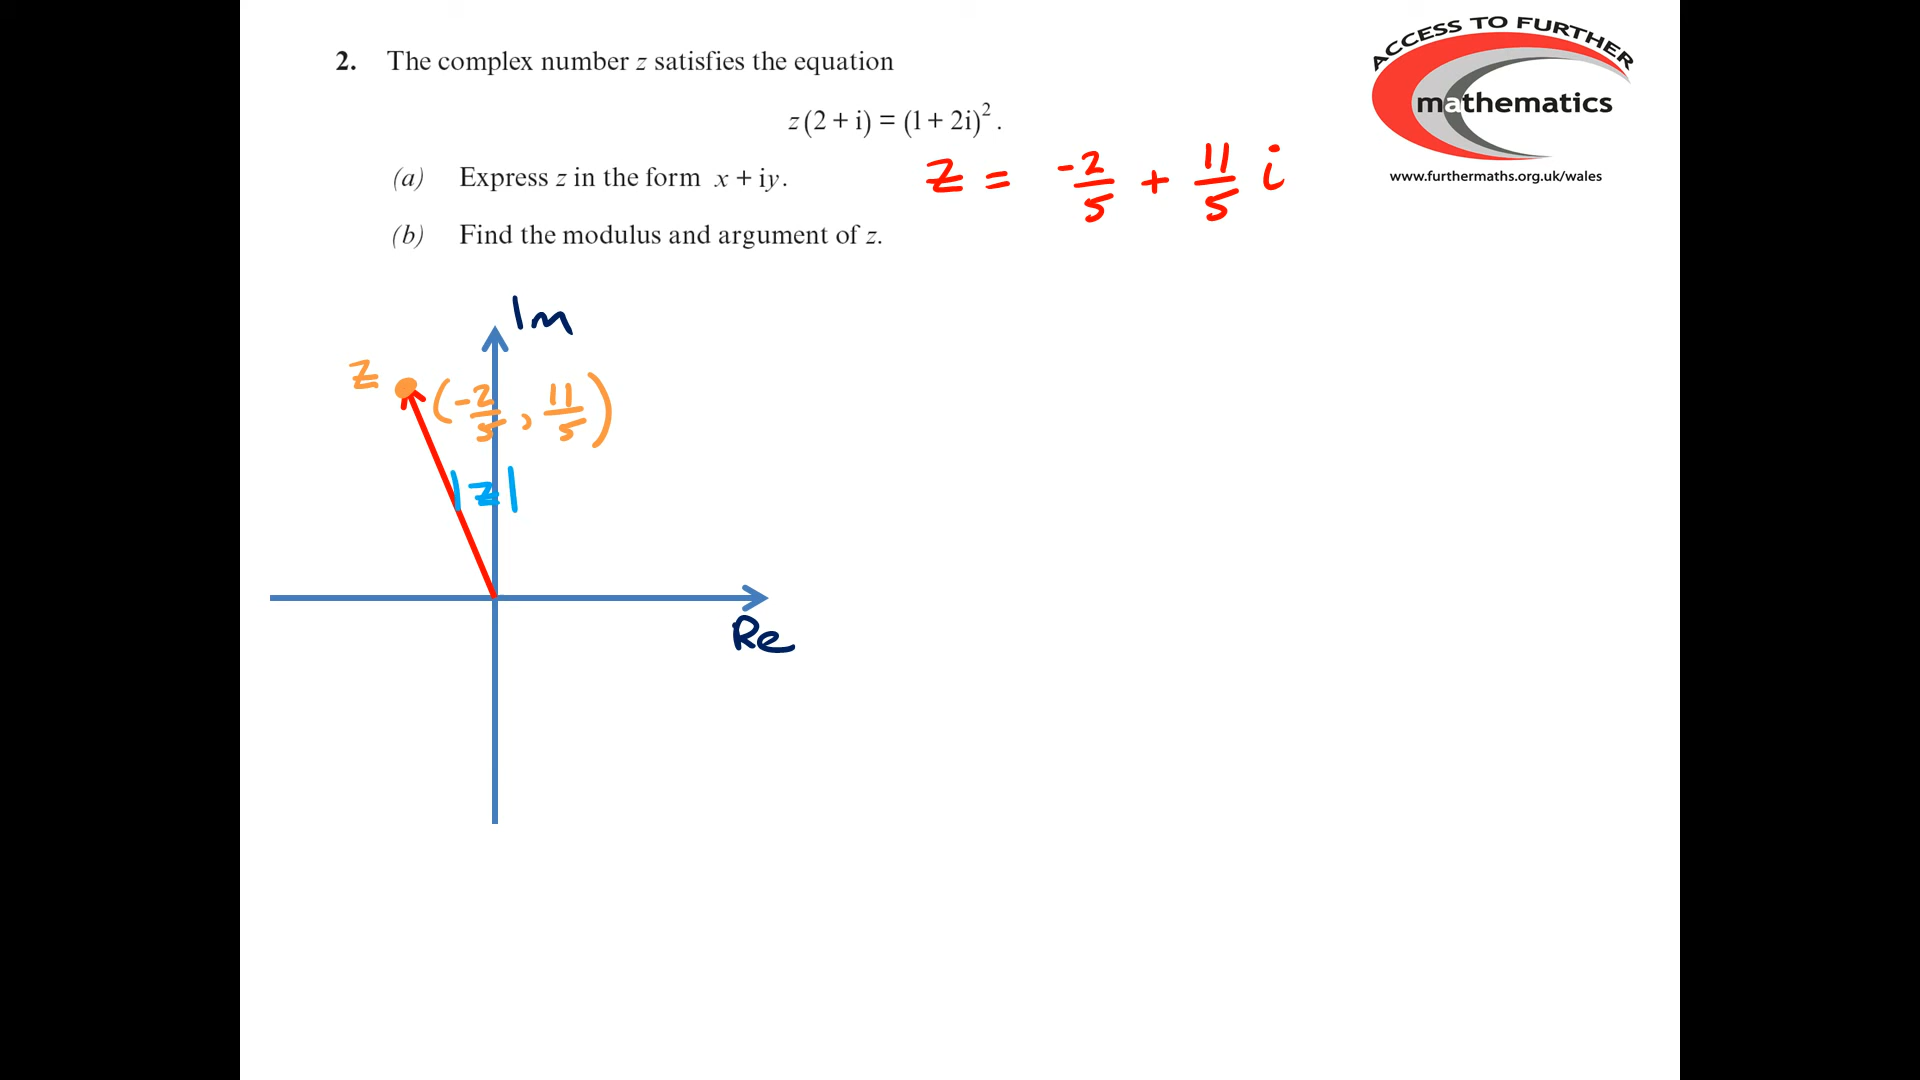 2. The complex number z satisfies the equation
z(2 + i) = (1 + 2i)².
(a) Express z in the form x + iy.
z = -2/5 + 11/5 i
(b) Find the modulus and argument of z.
ACCESS TO FURTHER
mathematics
www.furthermaths.org.uk/wales
Im
z
(-2/5, 11/5)
|z|
Re